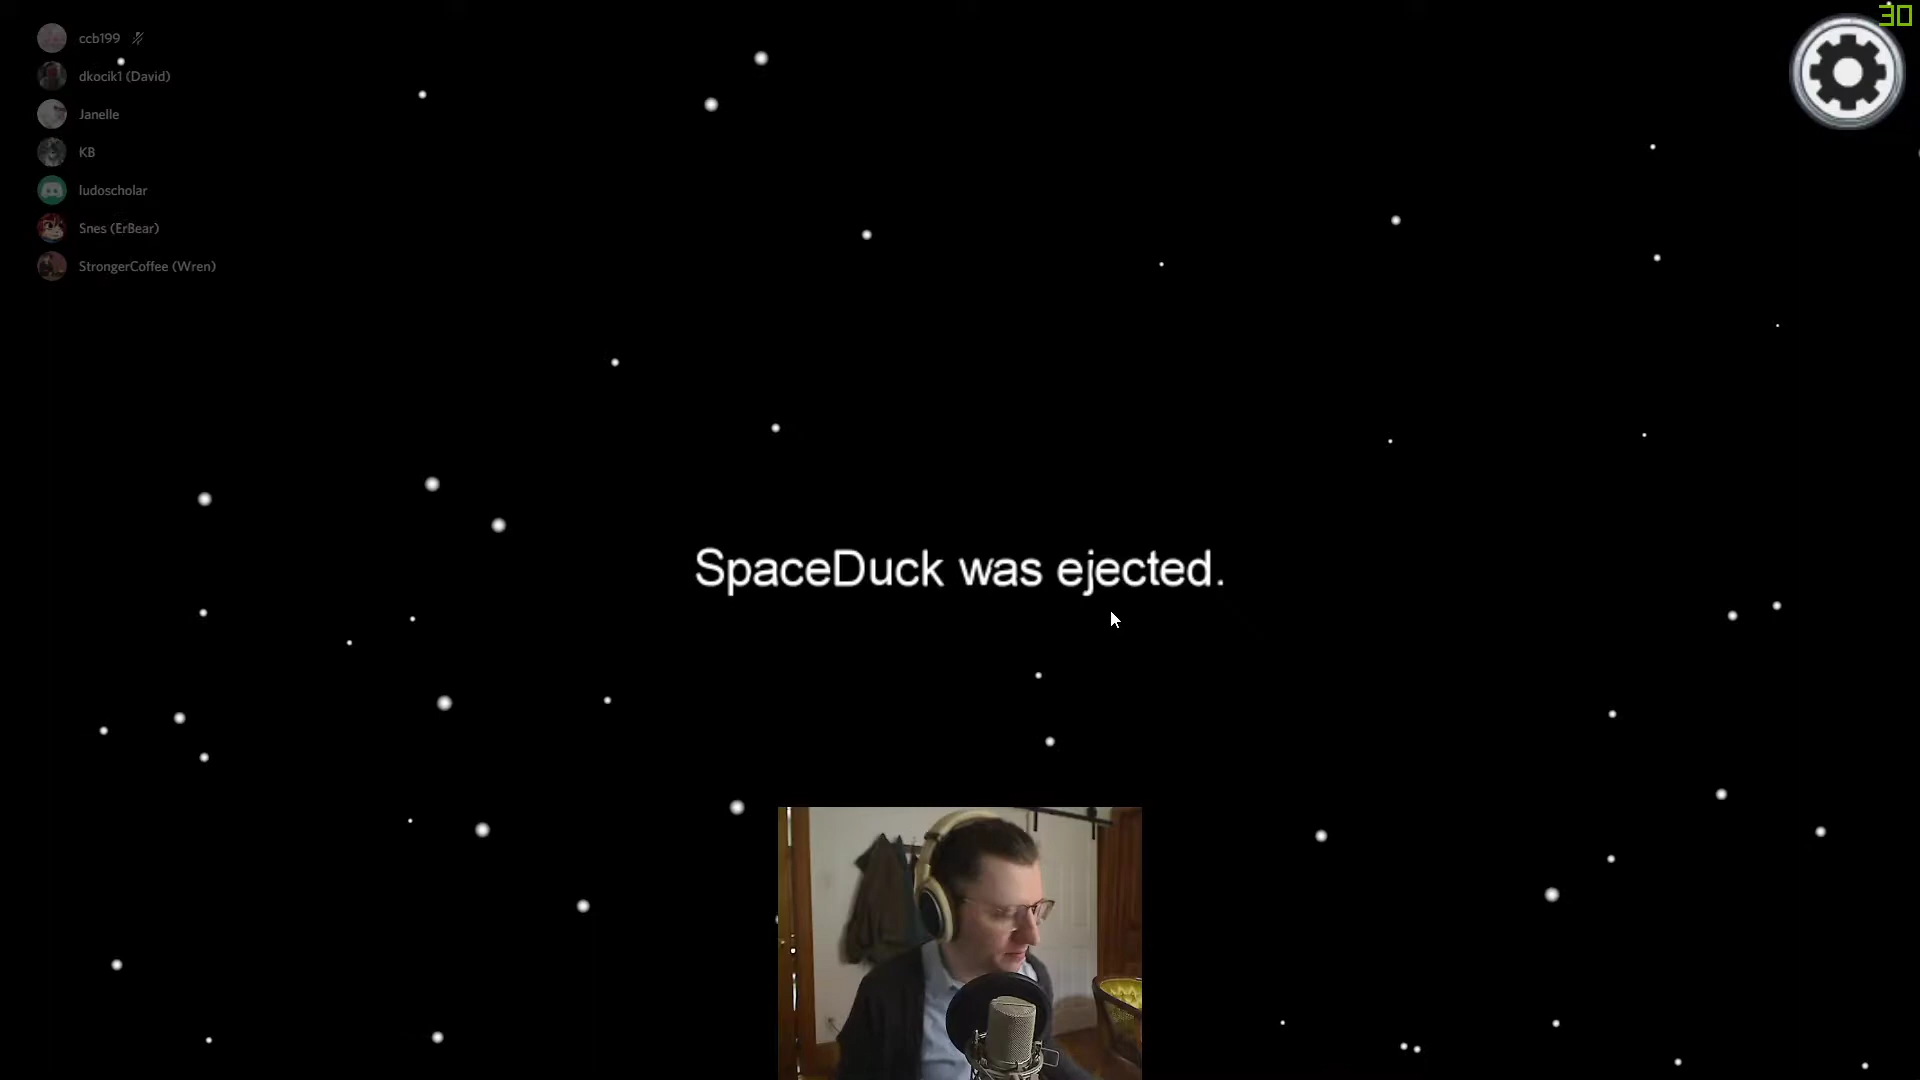 30
ccb199
dkocik1 (David)
Janelle
KB
ludoscholar
Snes (ErBear)
StrongerCoffee (Wren)
SpaceDuck was ejected.